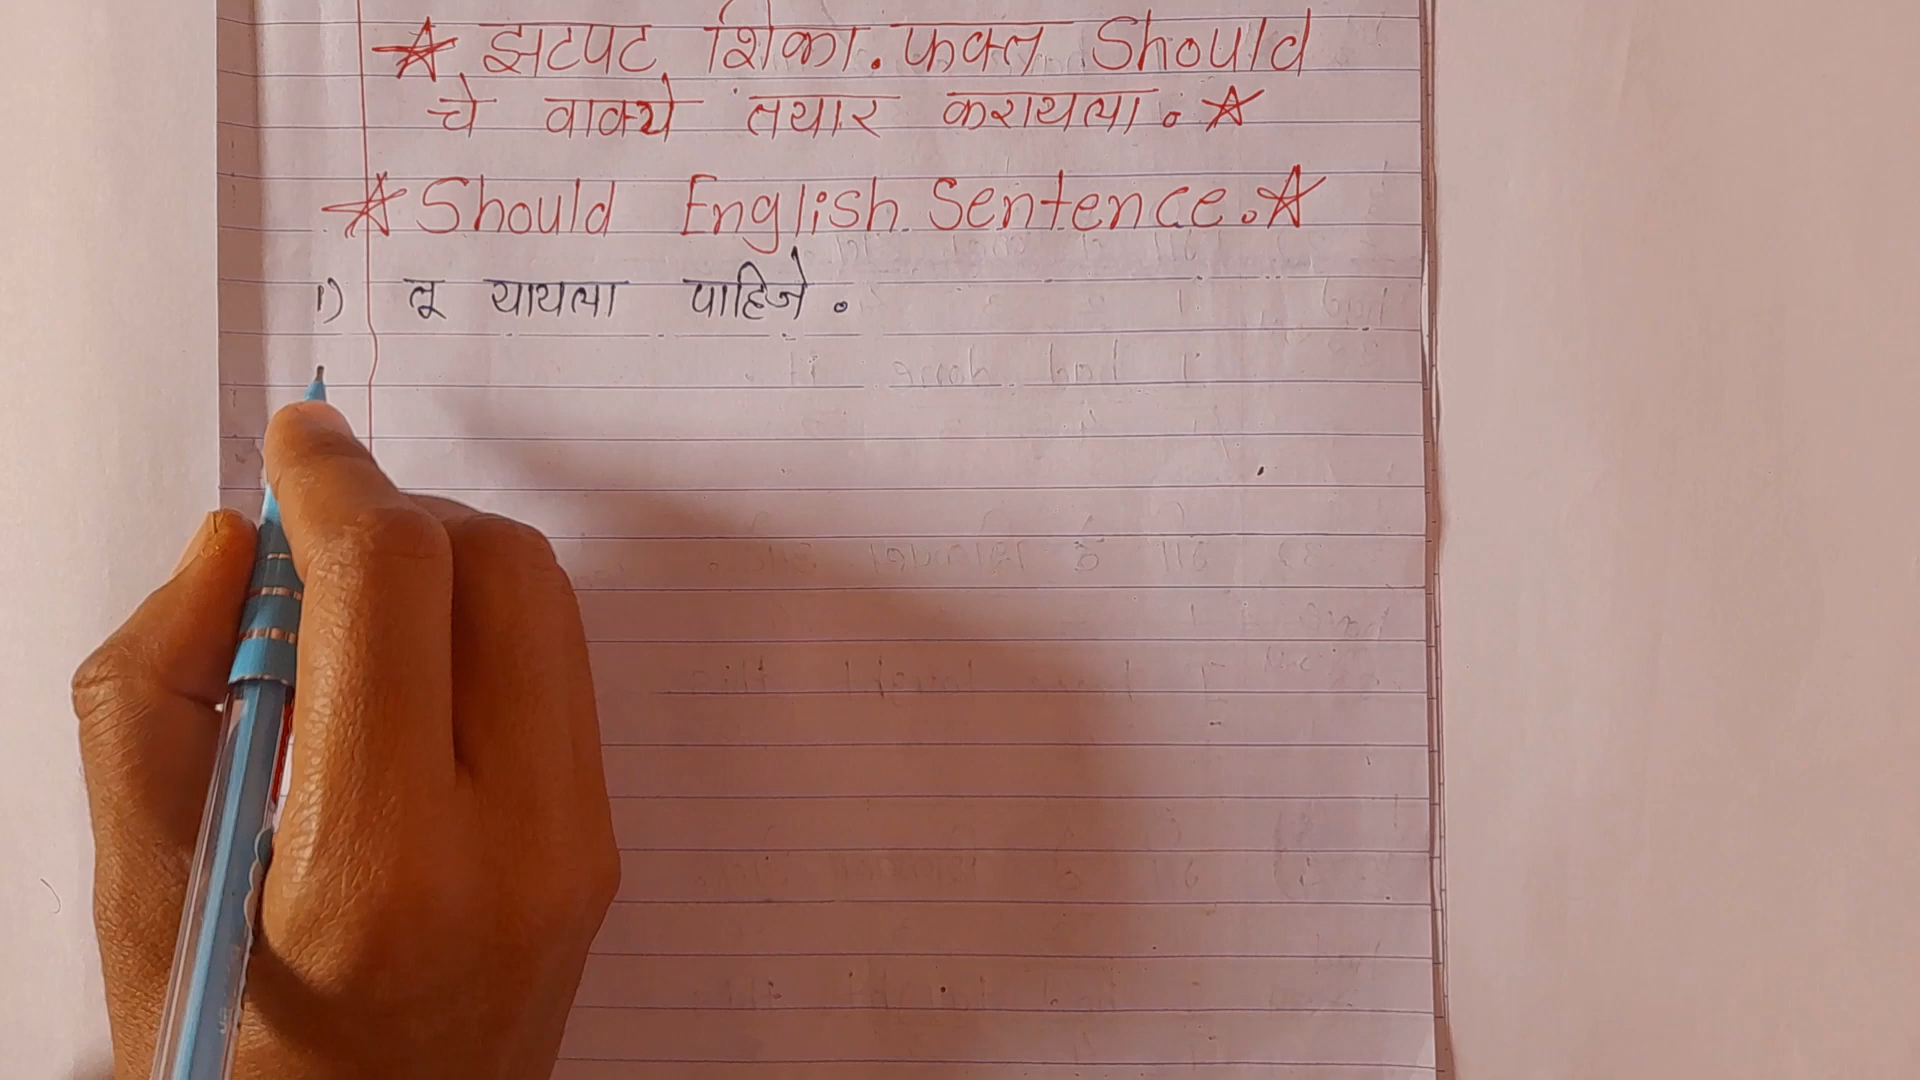 ☆ झटपट शिका. फक्त Should
चे वाक्ये तयार करायला. ☆
☆ Should English Sentence. ☆
1) तू यायला पाहिजे.